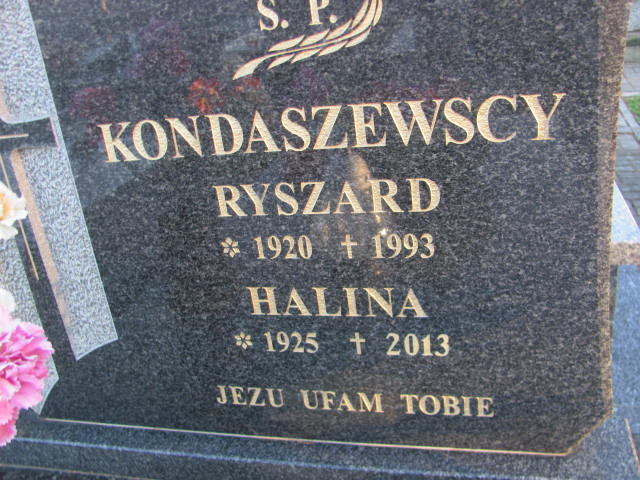 S. P.
KONDASZEWSCY
RYSZARD
* 1920 † 1993
HALINA
* 1925 † 2013
JEZU UFAM TOBIE